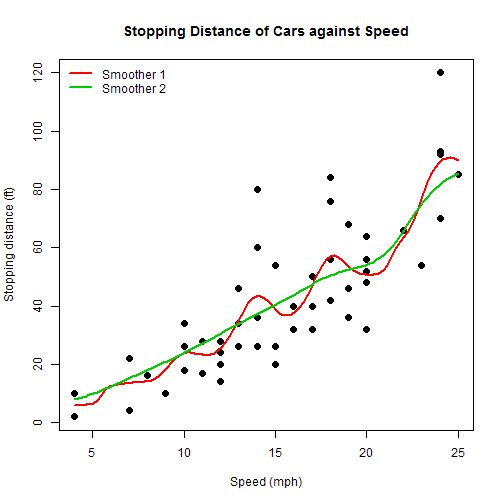 Stopping Distance of Cars against Speed
Smoother 1
Smoother 2
Stopping distance (ft)
120
100
80
60
40
20
0
5 10 15 20 25
Speed (mph)